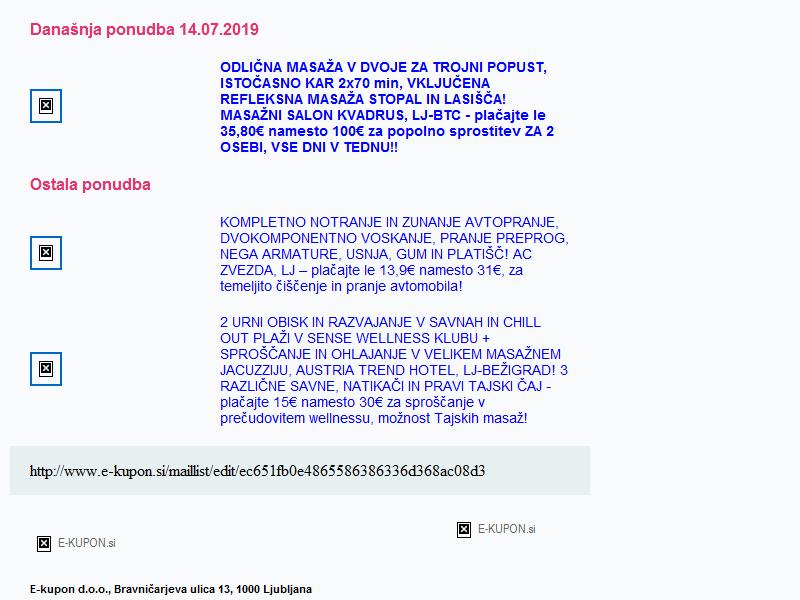 Današnja ponudba 14.07.2019
ODLIČNA MASAŽA V DVOJE ZA TROJNI POPUST,
ISTOČASNO KAR 2x70 min, VKLJUČENA
REFLEKSNA MASAŽA STOPAL IN LASIŠČA!
MASAŽNI SALON KVADRUS, LJ-BTC - plačajte le
35,80€ namesto 100€ za popolno sprostitev ZA 2
OSEBI, VSE DNI V TEDNU!!
Ostala ponudba
KOMPLETNO NOTRANJE IN ZUNANJE AVTOPRANJE,
DVOKOMPONENTNO VOSKANJE, PRANJE PREPROG,
NEGA ARMATURE, USNJA, GUM IN PLATIŠČ! AC
ZVEZDA, LJ – plačajte le 13,9€ namesto 31€, za
temeljito čiščenje in pranje avtomobila!
2 URNI OBISK IN RAZVAJANJE V SAVNAH IN CHILL
OUT PLAŽI V SENSE WELLNESS KLUBU +
SPROŠČANJE IN OHLAJANJE V VELIKEM MASAŽNEM
JACUZZIJU, AUSTRIA TREND HOTEL, LJ-BEŽIGRAD! 3
RAZLIČNE SAVNE, NATIKAČI IN PRAVI TAJSKI ČAJ -
plačajte 15€ namesto 30€ za sproščanje v
prečudovitem wellnessu, možnost Tajskih masaž!
http://www.e-kupon.si/maillist/edit/ec651fb0e4865586386336d368ac08d3
E-KUPON.si
E-KUPON.si
E-kupon d.o.o., Bravničarjeva ulica 13, 1000 Ljubljana